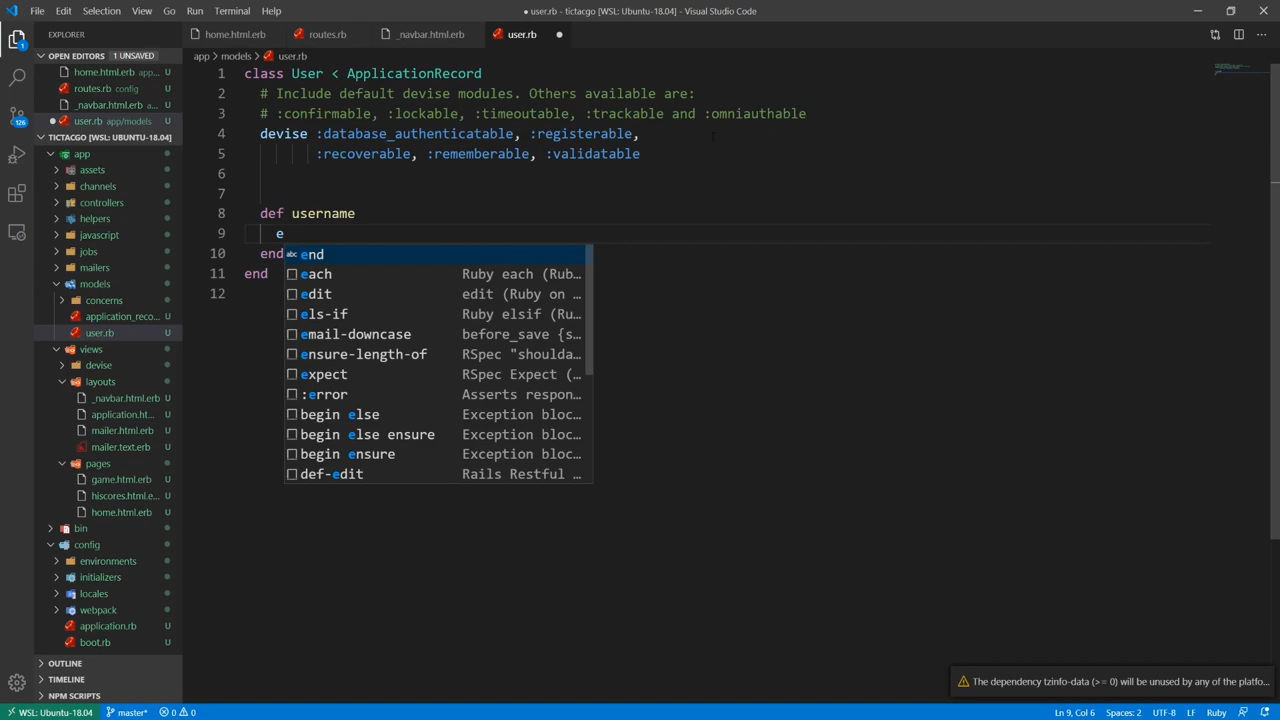 File Edit Selection View Go Run Terminal Help
● user.rb - tictacgo [WSL: Ubuntu-18.04] - Visual Studio Code
EXPLORER
home.html.erb
routes.rb
_navbar.html.erb
user.rb ●
OPEN EDITORS 1 UNSAVED
home.html.erb app... U
routes.rb config U
_navbar.html.erb a... U
user.rb app/models U
TICTACGO [WSL: UBUNTU-18.04]
app
assets
channels
controllers
helpers
javascript
jobs
mailers
models
concerns
application_reco... U
user.rb U
views
devise
layouts
_navbar.html.erb U
application.ht... U
mailer.html.erb U
mailer.text.erb U
pages
game.html.erb U
hiscores.html.e... U
home.html.erb U
bin
config
environments
initializers
locales
webpack
application.rb U
boot.rb U
OUTLINE
TIMELINE
NPM SCRIPTS
126
app > models > user.rb
1 class User < ApplicationRecord
2 # Include default devise modules. Others available are:
3 # :confirmable, :lockable, :timeoutable, :trackable and :omniauthable
4 devise :database_authenticatable, :registerable,
5 :recoverable, :rememberable, :validatable
6
7
8 def username
9 e
10 end
11 end
12
abc end
each Ruby each (Rub...
edit edit (Ruby on ...
els-if Ruby elsif (Ru...
email-downcase before_save {s...
ensure-length-of RSpec "shoulda...
expect RSpec Expect (...
:error Asserts respon...
begin else Exception bloc...
begin else ensure Exception bloc...
begin ensure Exception bloc...
def-edit Rails Restful ...
The dependency tzinfo-data (>= 0) will be unused by any of the platfo...
WSL: Ubuntu-18.04 master* 0 0
Ln 9, Col 6 Spaces: 2 UTF-8 LF Ruby